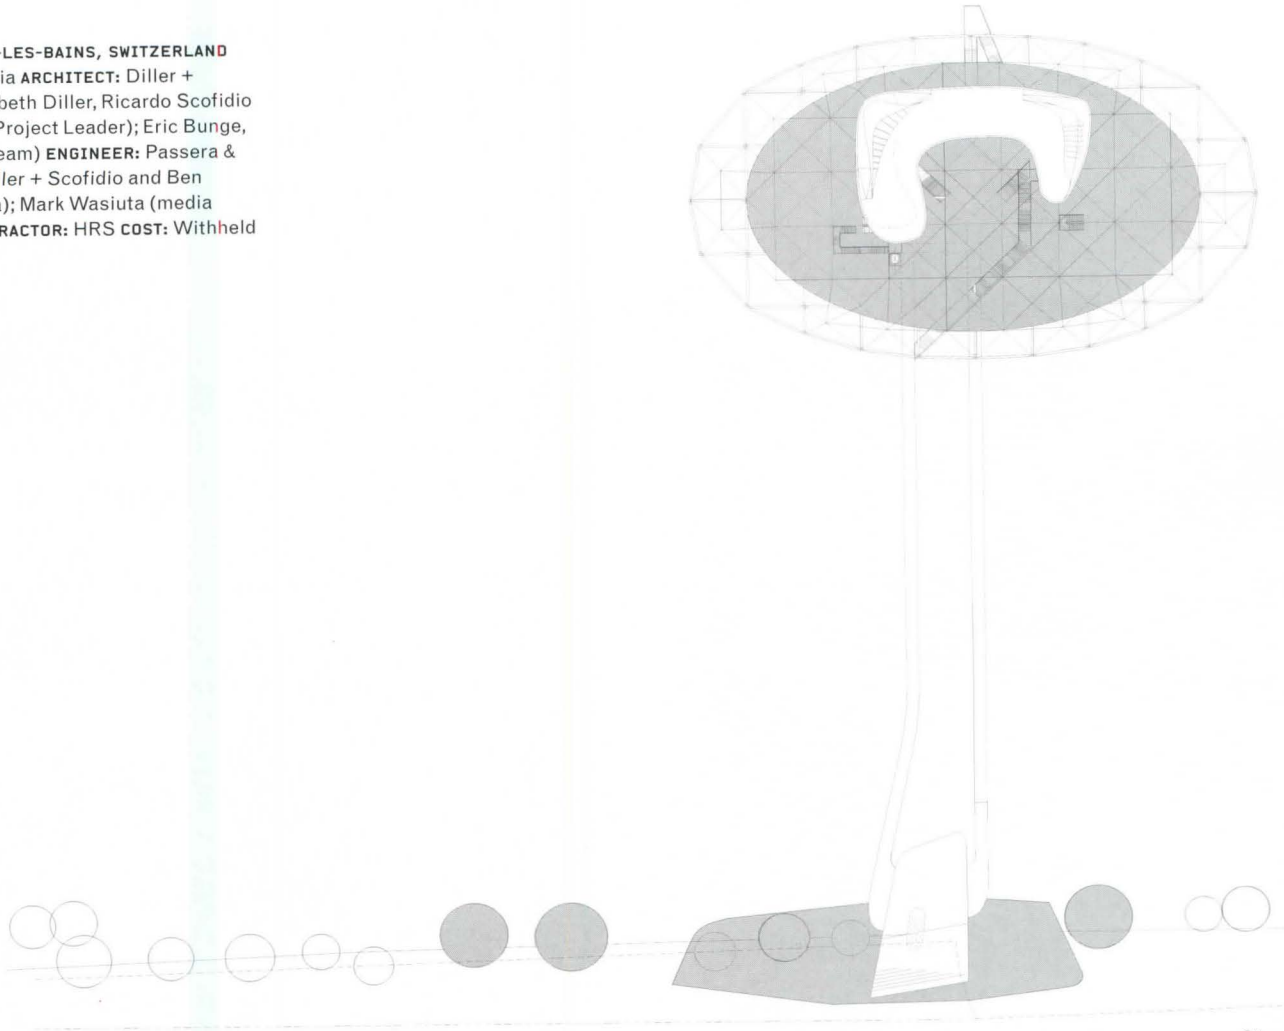 -LES-BAINS, SWITZERLAND
ia ARCHITECT: Diller +
beth Diller, Ricardo Scofidio
Project Leader); Eric Bunge,
eam) ENGINEER: Passera &
ler + Scofidio and Ben
); Mark Wasiuta (media
RACTOR: HRS COST: Withheld